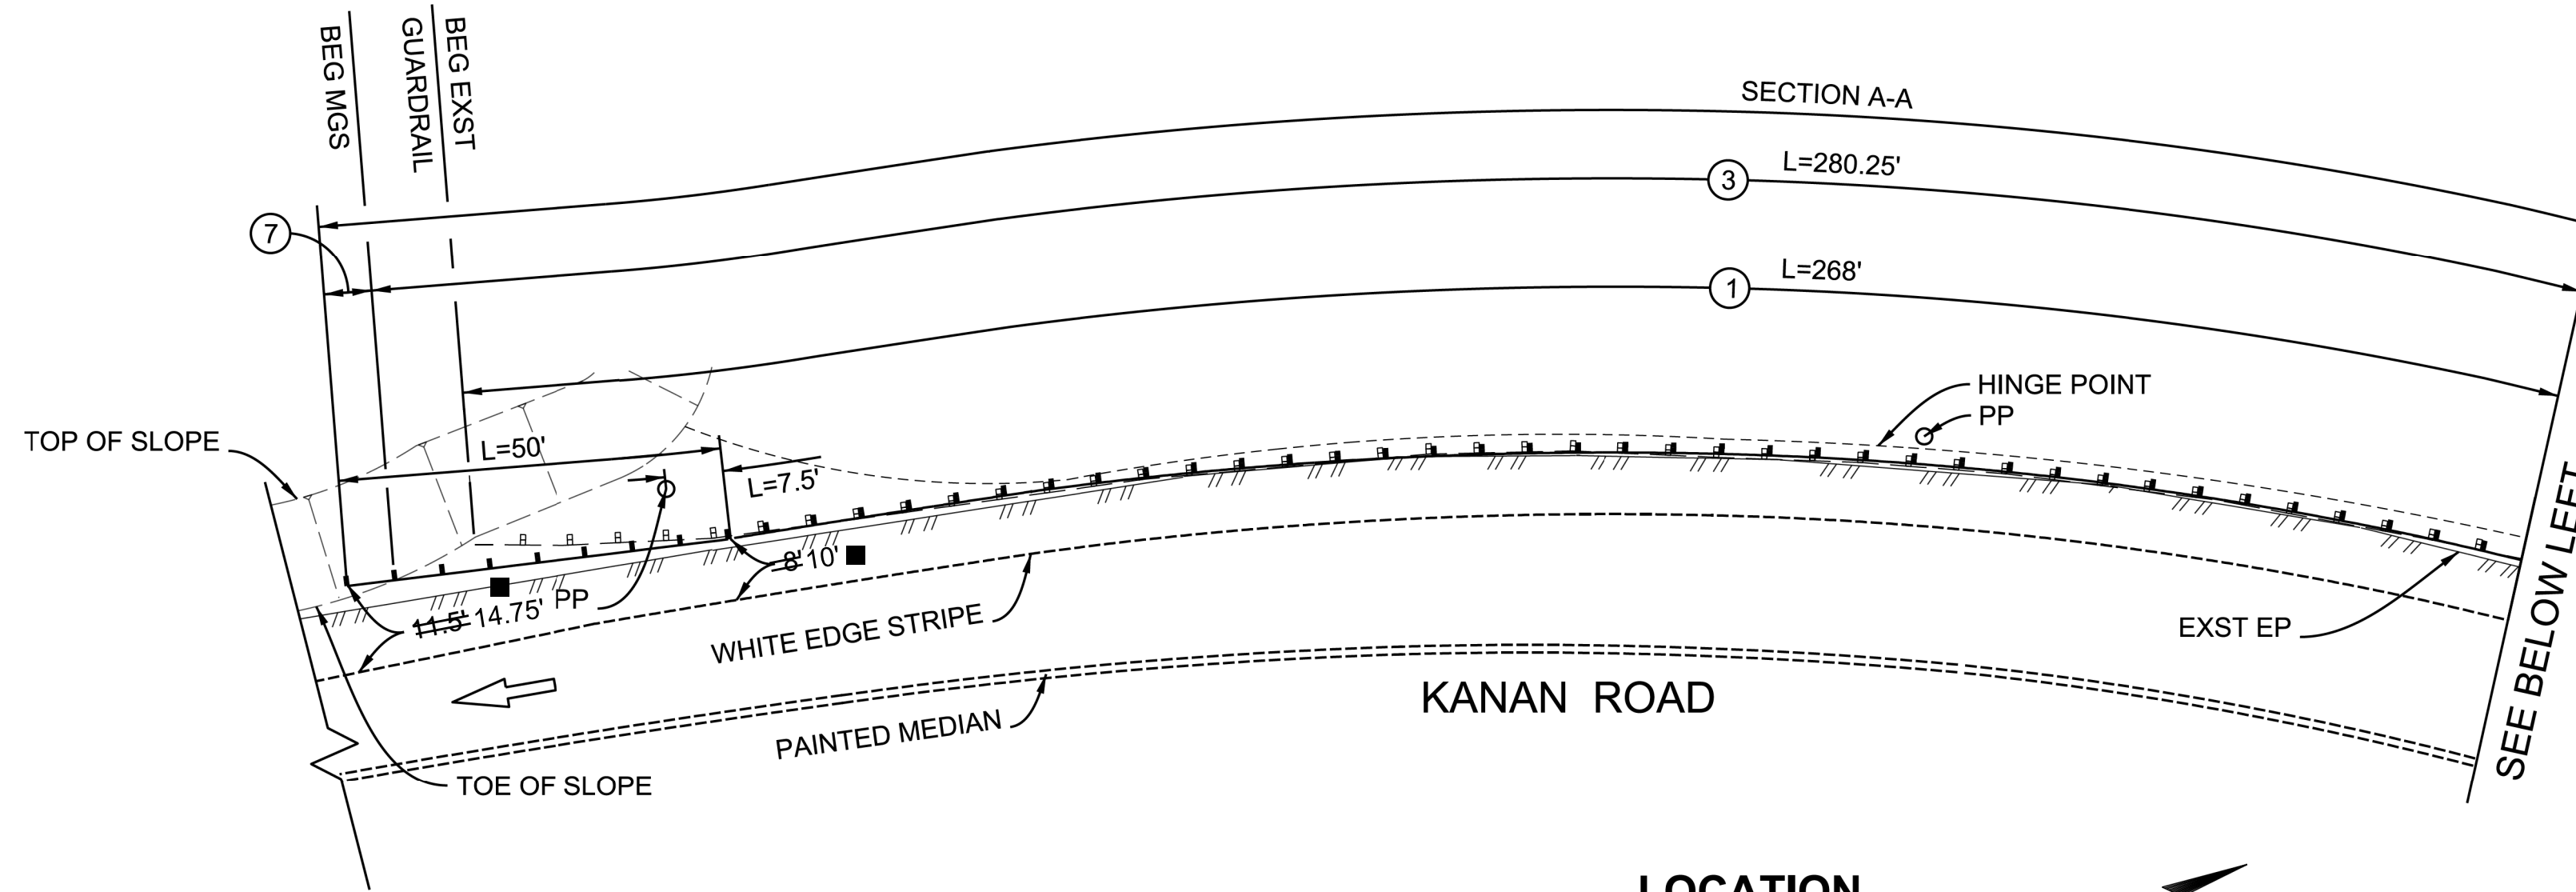 BEG MGS
BEG EXST
GUARDRAIL
SECTION A-A
3
L=280.25'
7
1
L=268'
HINGE POINT
PP
TOP OF SLOPE
L=50'
L=7.5'
8' 10'
11.5' 14.75'
PP
WHITE EDGE STRIPE
EXST EP
PAINTED MEDIAN
KANAN ROAD
TOE OF SLOPE
SEE BELOW LEFT
LOCATION